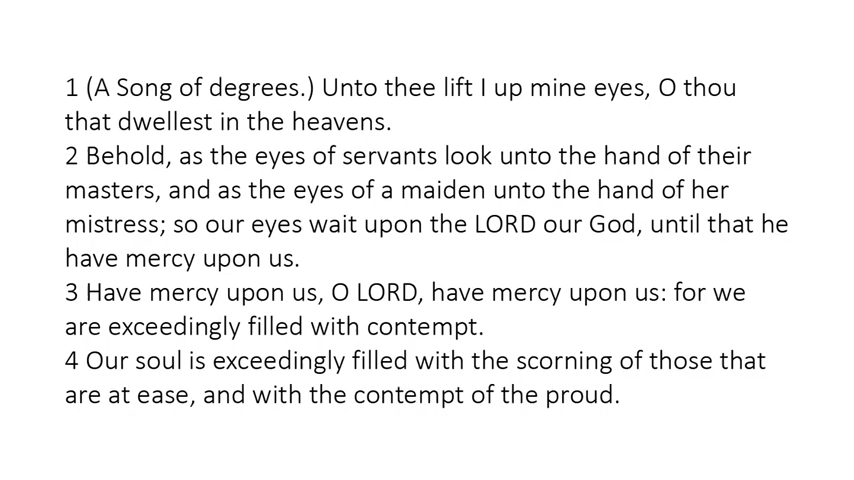 1 (A Song of degrees.) Unto thee lift I up mine eyes, O thou
that dwellest in the heavens.
2 Behold, as the eyes of servants look unto the hand of their
masters, and as the eyes of a maiden unto the hand of her
mistress; so our eyes wait upon the LORD our God, until that he
have mercy upon us.
3 Have mercy upon us, O LORD, have mercy upon us: for we
are exceedingly filled with contempt.
4 Our soul is exceedingly filled with the scorning of those that
are at ease, and with the contempt of the proud.